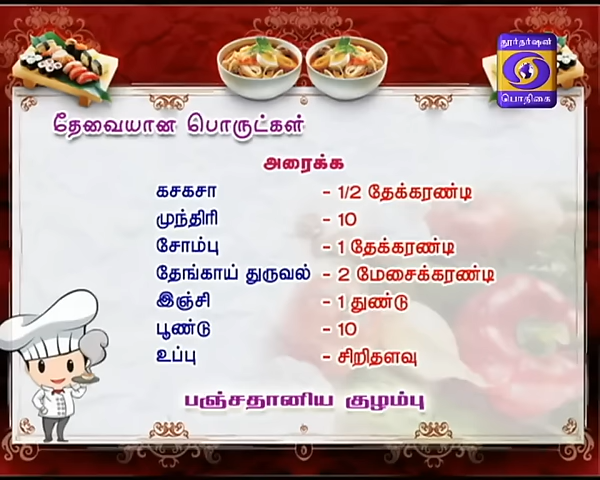 தூர்தர்ஷன்
பொதிகை
தேவையான பொருட்கள்
அரைக்க
கசகசா - 1/2 தேக்கரண்டி
முந்திரி - 10
சோம்பு - 1 தேக்கரண்டி
தேங்காய் துருவல் - 2 மேசைக்கரண்டி
இஞ்சி - 1 துண்டு
பூண்டு - 10
உப்பு - சிறிதளவு
பஞ்சதானிய குழம்பு